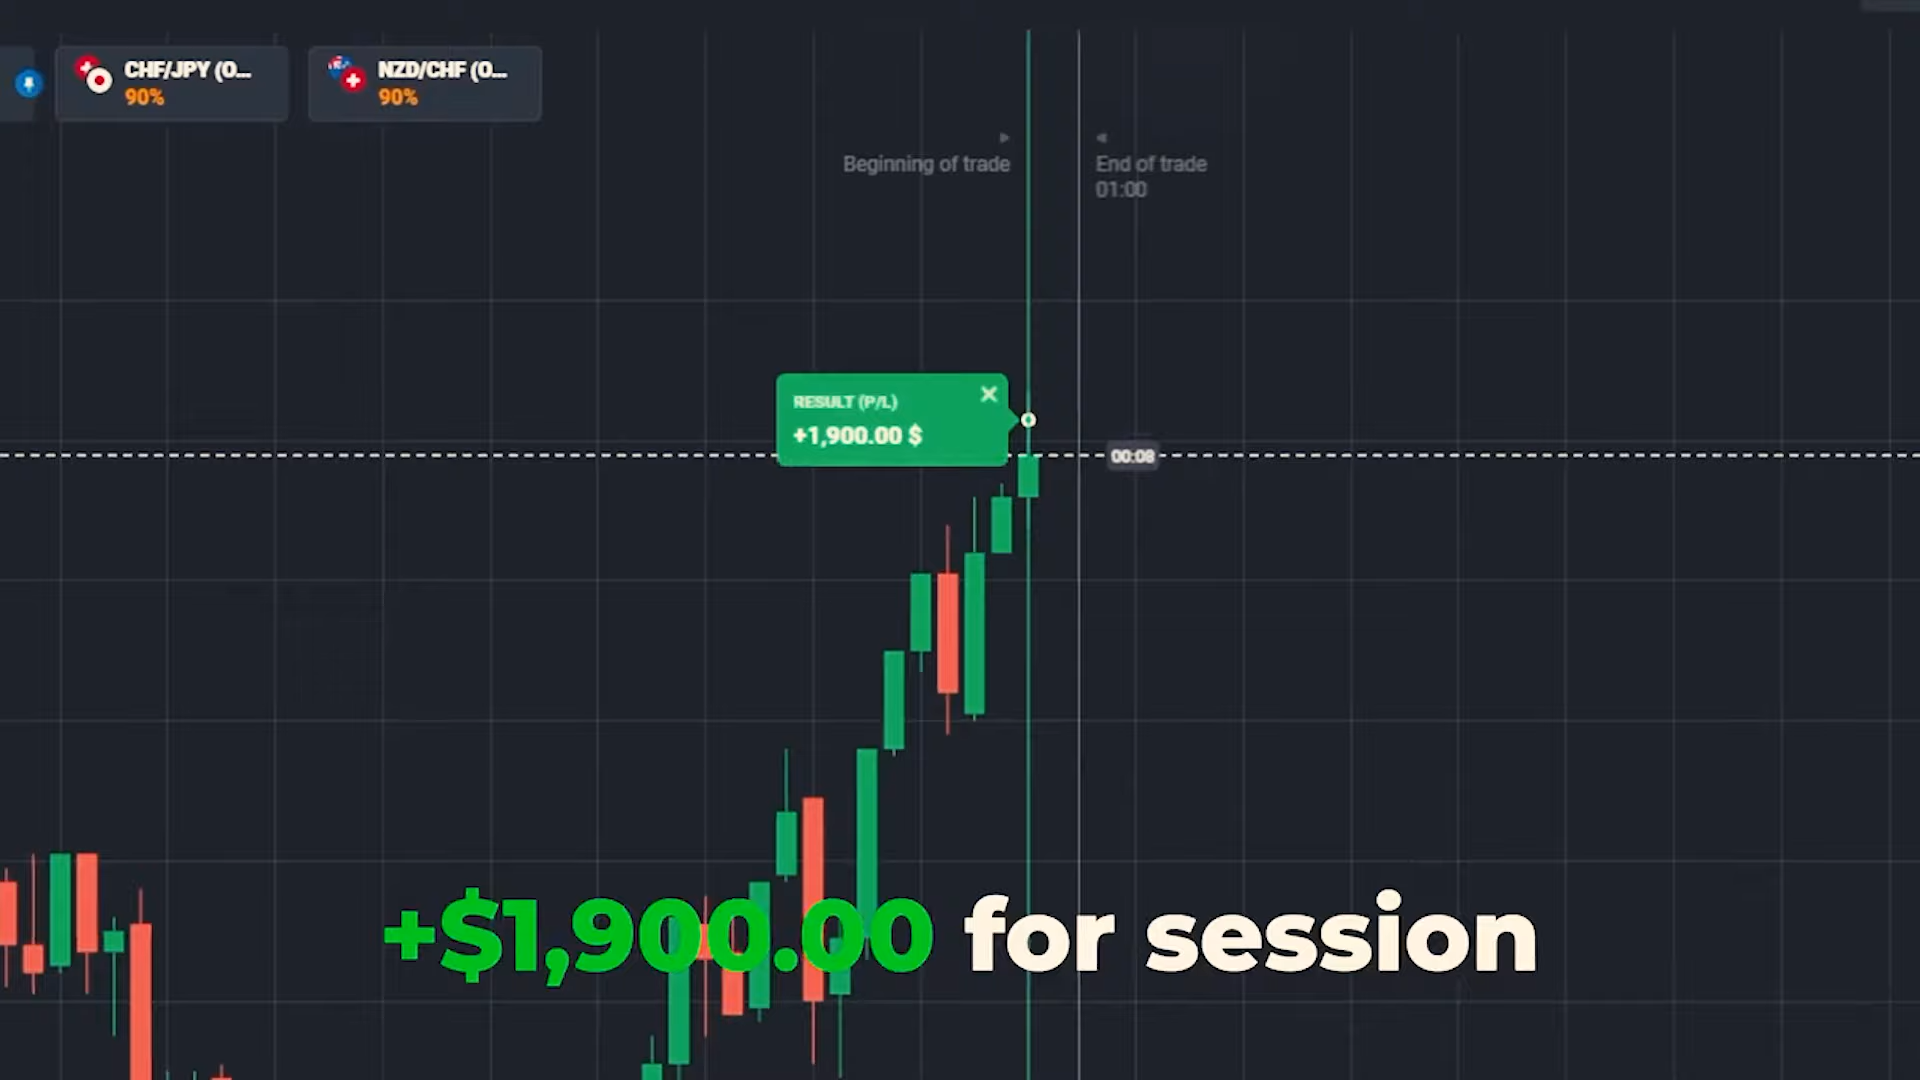 CHF/JPY (O...
90%
NZD/CHF (O...
90%
Beginning of trade
End of trade
01:00
RESULT (P/L)
+1,900.00 $
00:08
+$1,900.00 for session